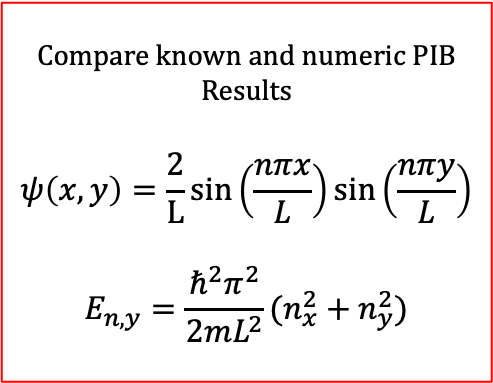 Compare known and numeric PIB
Results
ψ(x, y) = 2/L sin (nπx/L) sin (nπy/L)
E_{n,y} = ℏ²π²/2mL² (n_x² + n_y²)